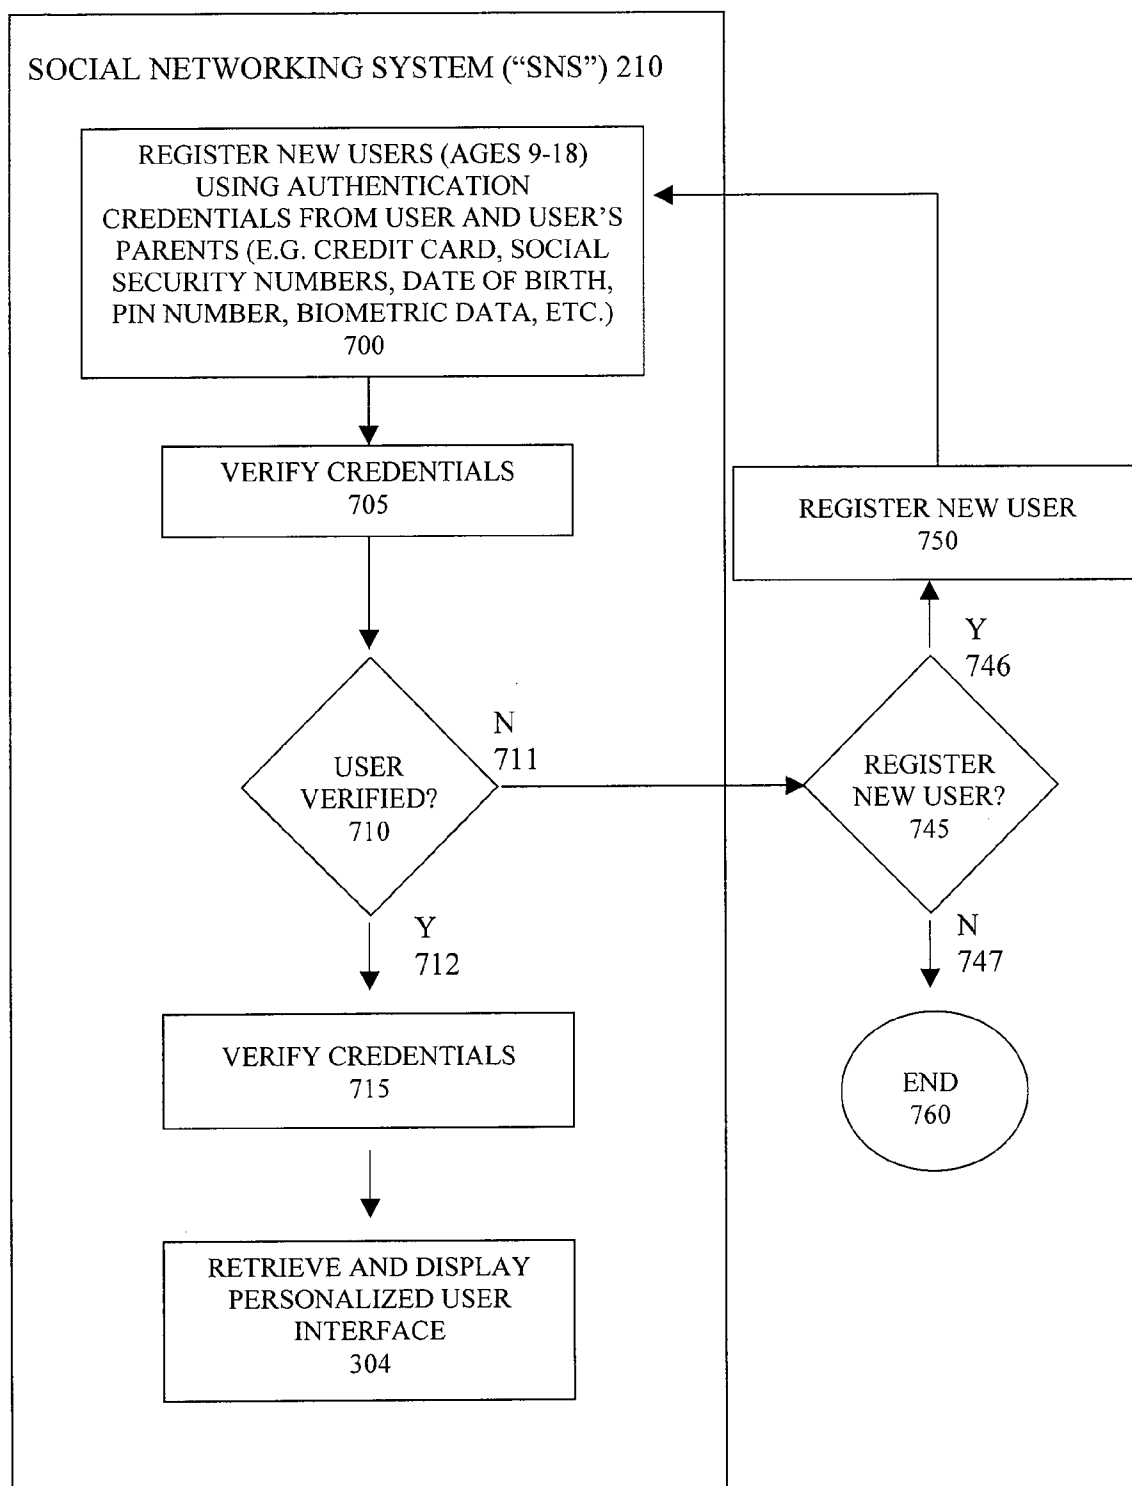 SOCIAL NETWORKING SYSTEM (“SNS”) 210
REGISTER NEW USERS (AGES 9-18)
USING AUTHENTICATION
CREDENTIALS FROM USER AND USER’S
PARENTS (E.G. CREDIT CARD, SOCIAL
SECURITY NUMBERS, DATE OF BIRTH,
PIN NUMBER, BIOMETRIC DATA, ETC.)
700
VERIFY CREDENTIALS
705
REGISTER NEW USER
750
Y
746
N
711
USER
VERIFIED?
710
REGISTER
NEW USER?
745
Y
712
N
747
VERIFY CREDENTIALS
715
END
760
RETRIEVE AND DISPLAY
PERSONALIZED USER
INTERFACE
304